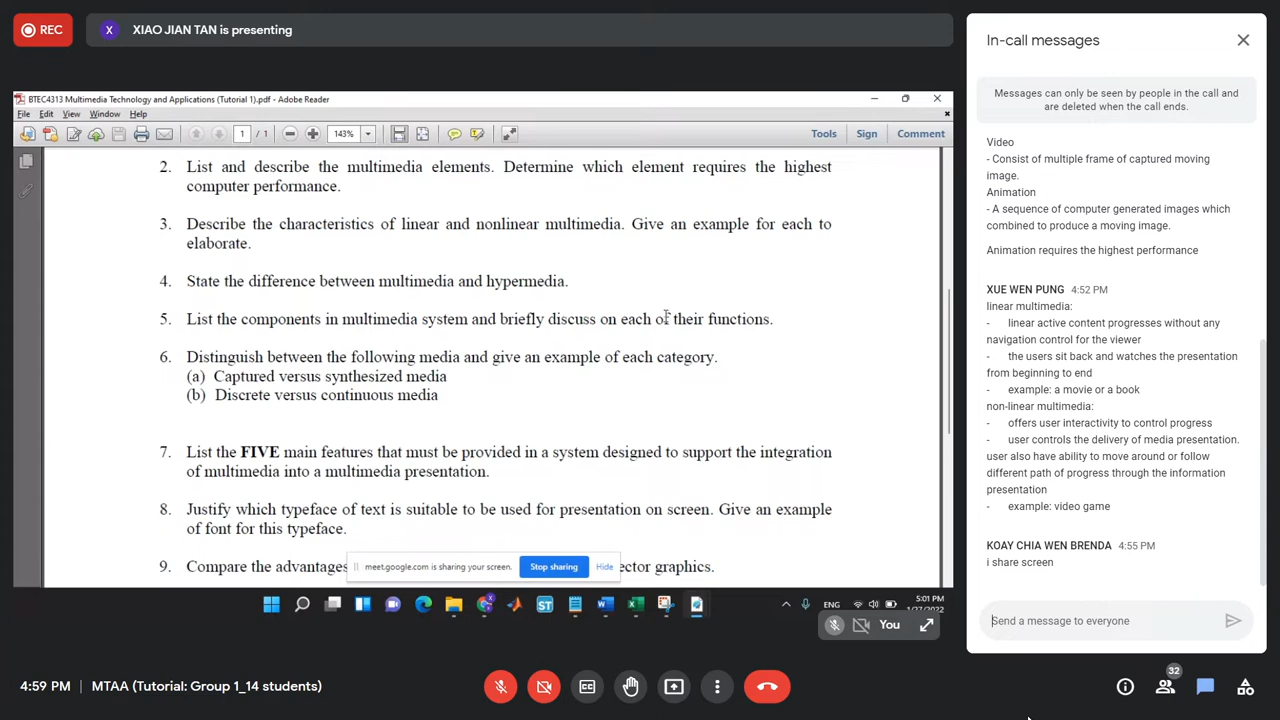 REC
X
XIAO JIAN TAN is presenting
BTEC4313 Multimedia Technology and Applications (Tutorial 1).pdf - Adobe Reader
File Edit View Window Help
1 / 1 143% Tools Sign Comment
2. List and describe the multimedia elements. Determine which element requires the highest
computer performance.
3. Describe the characteristics of linear and nonlinear multimedia. Give an example for each to
elaborate.
4. State the difference between multimedia and hypermedia.
5. List the components in multimedia system and briefly discuss on each of their functions.
6. Distinguish between the following media and give an example of each category.
(a) Captured versus synthesized media
(b) Discrete versus continuous media
7. List the FIVE main features that must be provided in a system designed to support the integration
of multimedia into a multimedia presentation.
8. Justify which typeface of text is suitable to be used for presentation on screen. Give an example
of font for this typeface.
9. Compare the advantages ector graphics.
meet.google.com is sharing your screen. Stop sharing Hide
ENG
5:01 PM
1/27/2022
You
In-call messages
Messages can only be seen by people in the call and
are deleted when the call ends.
Video
- Consist of multiple frame of captured moving
image.
Animation
- A sequence of computer generated images which
combined to produce a moving image.
Animation requires the highest performance
XUE WEN PUNG 4:52 PM
linear multimedia:
- linear active content progresses without any
navigation control for the viewer
- the users sit back and watches the presentation
from beginning to end
- example: a movie or a book
non-linear multimedia:
- offers user interactivity to control progress
- user controls the delivery of media presentation.
user also have ability to move around or follow
different path of progress through the information
presentation
- example: video game
KOAY CHIA WEN BRENDA 4:55 PM
i share screen
Send a message to everyone
4:59 PM MTAA (Tutorial: Group 1_14 students)
32